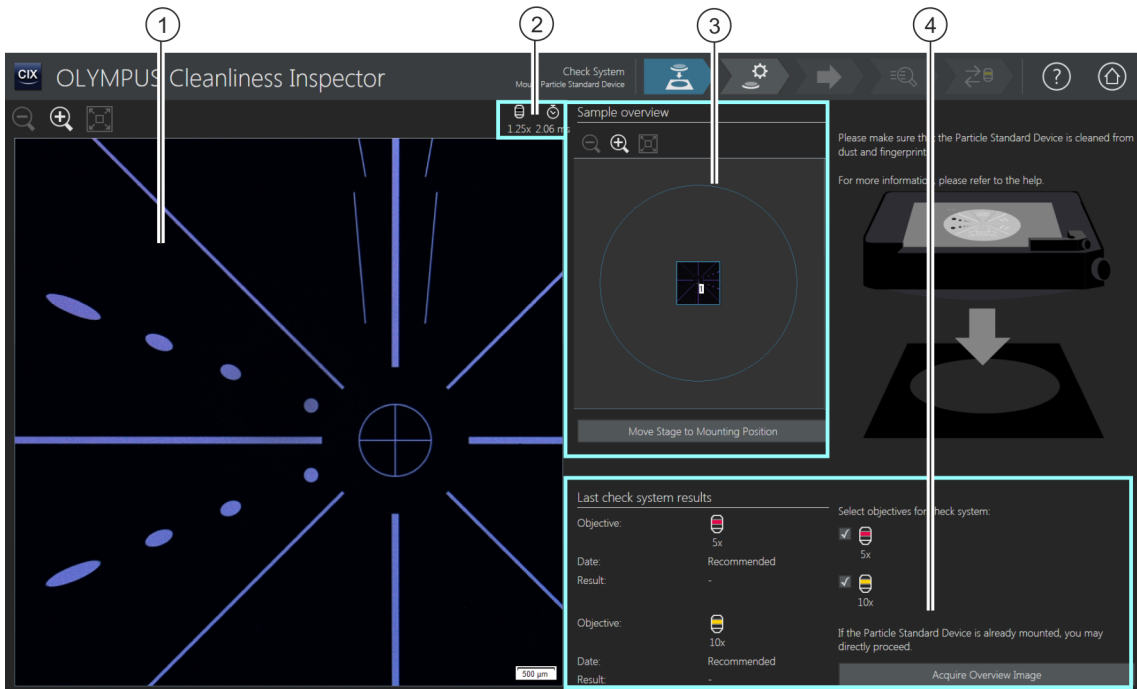 1
2
3
4
CIX
OLYMPUS Cleanliness Inspector
Check System
Mount Particle Standard Device
?
1.25x 2.06 ms
Sample overview
1
Move Stage to Mounting Position
500 µm
Please make sure that the Particle Standard Device is cleaned from
dust and fingerprint
For more information, please refer to the help.
Last check system results
Objective:
5x
Date: Recommended
Result: -
Objective:
10x
Date: Recommended
Result: -
Select objectives for check system:
5x
10x
If the Particle Standard Device is already mounted, you may
directly proceed.
Acquire Overview Image